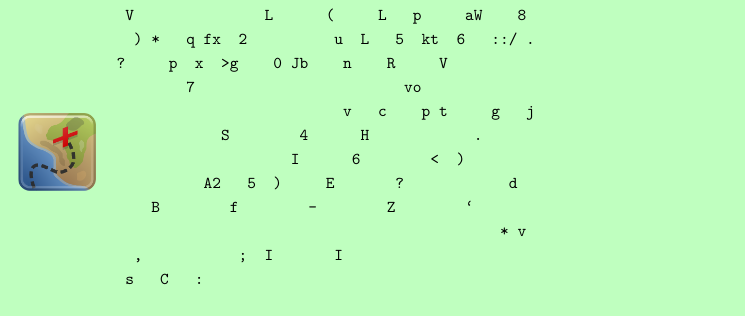 V L ( L p aW 8
) * q fx 2 u L 5 kt 6 ::/ .
? p x >g 0 Jb n R V
7 vo
v c p t g j
S 4 H .
I 6 < )
A2 5 ) E ? d
B f – Z ‘
* v
, ; I I
s C :